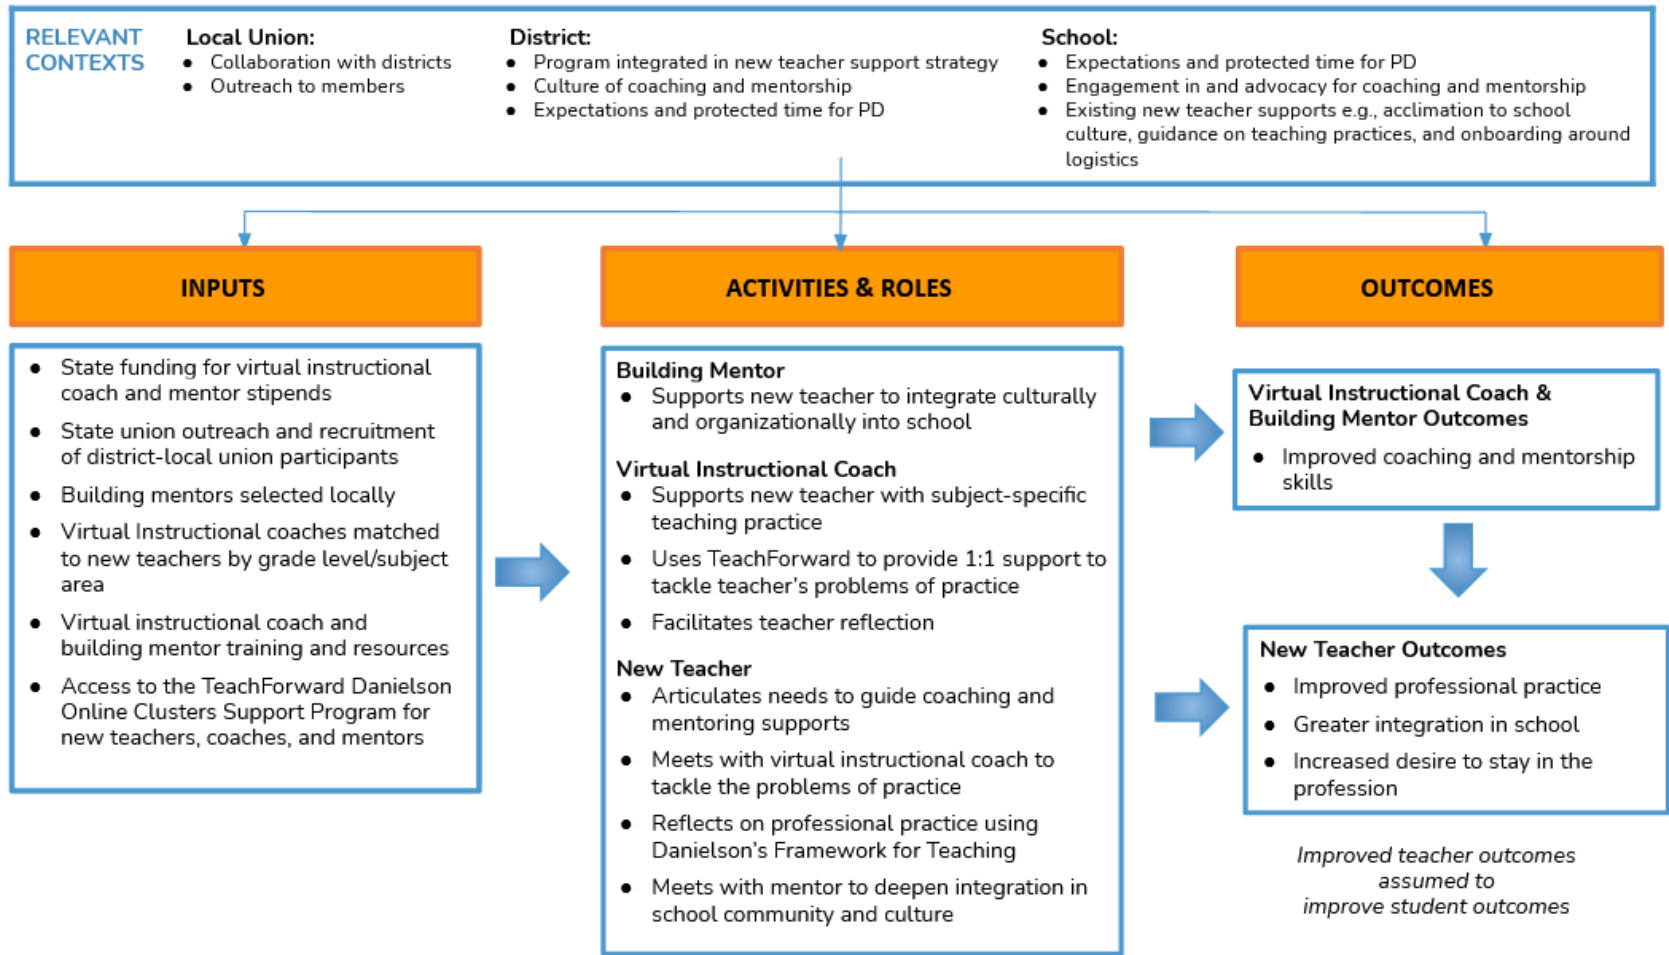 RELEVANT
CONTEXTS
Local Union:
● Collaboration with districts
● Outreach to members
District:
● Program integrated in new teacher support strategy
● Culture of coaching and mentorship
● Expectations and protected time for PD
School:
● Expectations and protected time for PD
● Engagement in and advocacy for coaching and mentorship
● Existing new teacher supports e.g., acclimation to school
culture, guidance on teaching practices, and onboarding around
logistics
INPUTS
● State funding for virtual instructional
coach and mentor stipends
● State union outreach and recruitment
of district-local union participants
● Building mentors selected locally
● Virtual Instructional coaches matched
to new teachers by grade level/subject
area
● Virtual instructional coach and
building mentor training and resources
● Access to the TeachForward Danielson
Online Clusters Support Program for
new teachers, coaches, and mentors
ACTIVITIES & ROLES
Building Mentor
● Supports new teacher to integrate culturally
and organizationally into school
Virtual Instructional Coach
● Supports new teacher with subject-specific
teaching practice
● Uses TeachForward to provide 1:1 support to
tackle teacher's problems of practice
● Facilitates teacher reflection
New Teacher
● Articulates needs to guide coaching and
mentoring supports
● Meets with virtual instructional coach to
tackle the problems of practice
● Reflects on professional practice using
Danielson's Framework for Teaching
● Meets with mentor to deepen integration in
school community and culture
OUTCOMES
Virtual Instructional Coach &
Building Mentor Outcomes
● Improved coaching and mentorship
skills
New Teacher Outcomes
● Improved professional practice
● Greater integration in school
● Increased desire to stay in the
profession
Improved teacher outcomes
assumed to
improve student outcomes